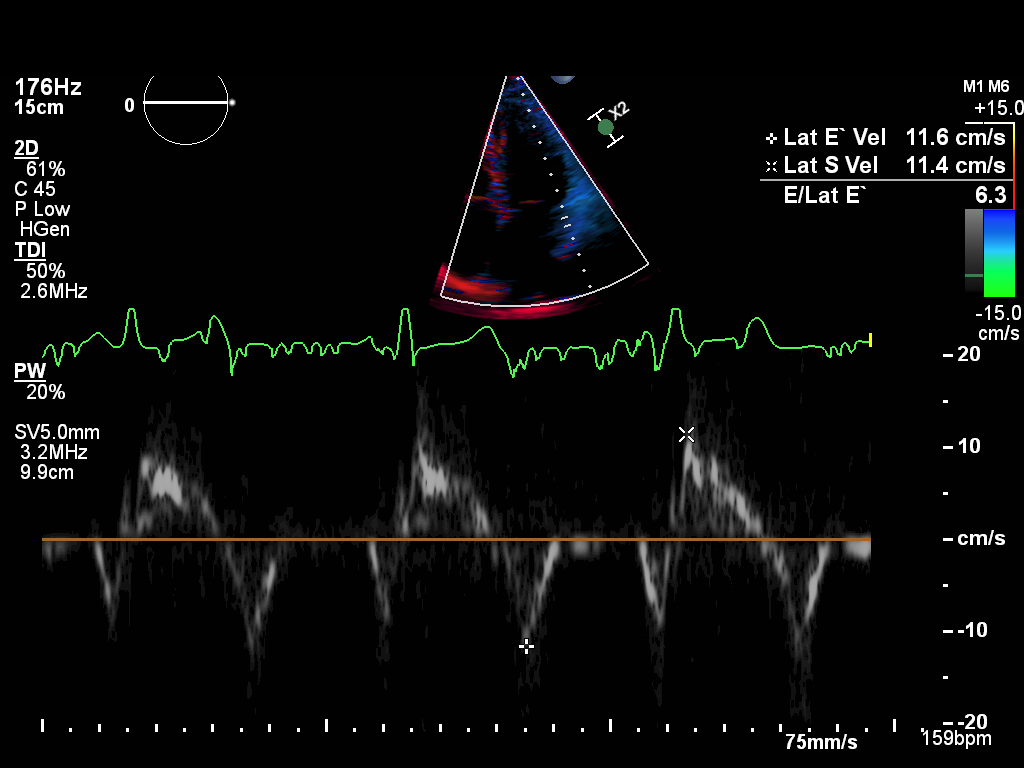 176Hz
15cm
0
X2
M1 M6
+15.0
Lat E` Vel 11.6 cm/s
Lat S Vel 11.4 cm/s
E/Lat E` 6.3
2D
61%
C 45
P Low
HGen
TDI
50%
2.6MHz
-15.0
cm/s
20
PW
20%
10
SV5.0mm
3.2MHz
9.9cm
cm/s
-10
-20
75mm/s
159bpm